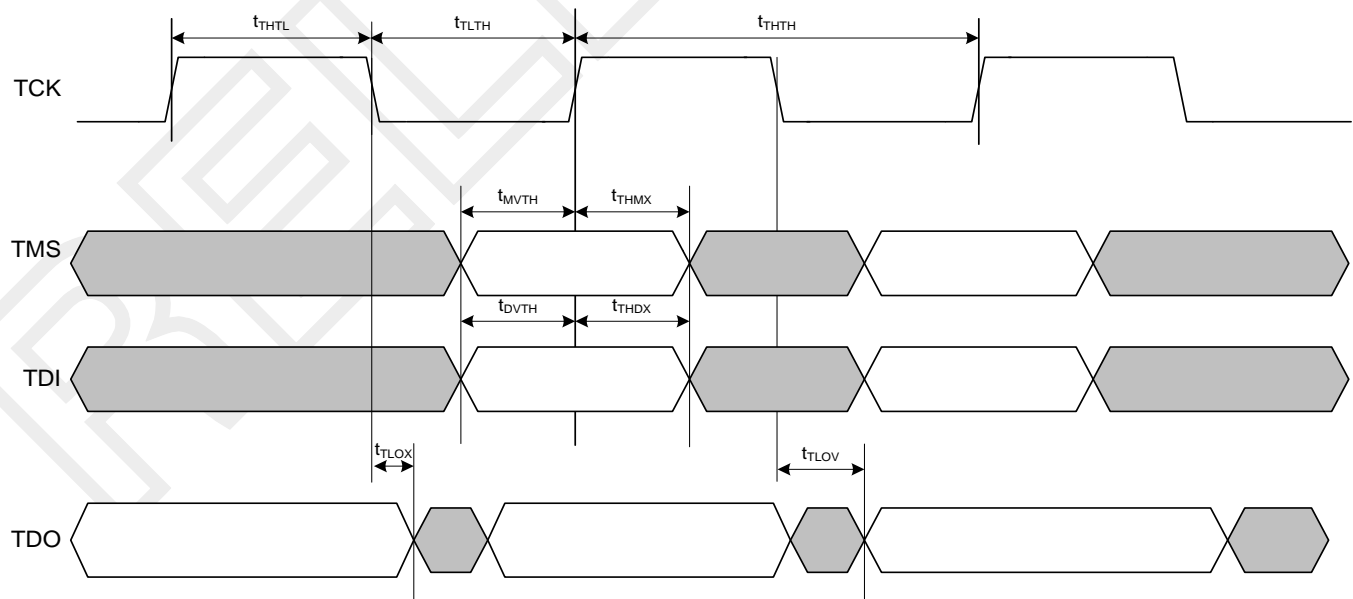 tTHTL tTLTH tTHTH
TCK
tMVTH tTHMX
TMS
tDVTH tTHDX
TDI
tTLOX tTLOV
TDO